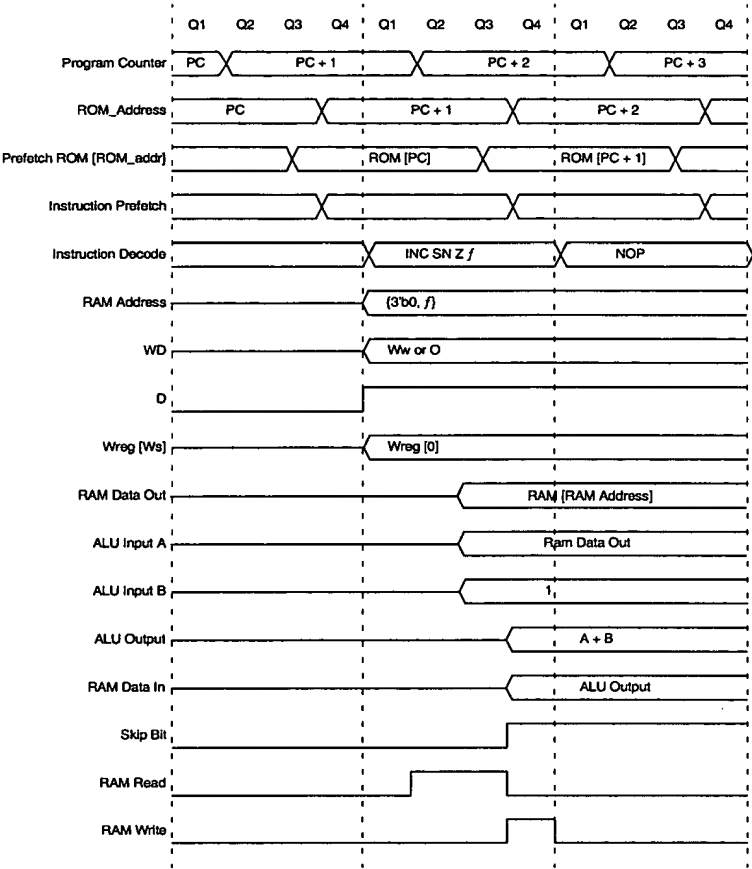 Q1 Q2 Q3 Q4 Q1 Q2 Q3 Q4 Q1 Q2 Q3 Q4
Program Counter PC PC + 1 PC + 2 PC + 3
ROM_Address PC PC + 1 PC + 2
Prefetch ROM [ROM_addr] ROM [PC] ROM [PC + 1]
Instruction Prefetch
Instruction Decode INC SN Z f NOP
RAM Address {3'b0, f}
WD Ww or O
D
Wreg [Ws] Wreg [0]
RAM Data Out RAM [RAM Address]
ALU Input A Ram Data Out
ALU Input B 1
ALU Output A + B
RAM Data In ALU Output
Skip Bit
RAM Read
RAM Write